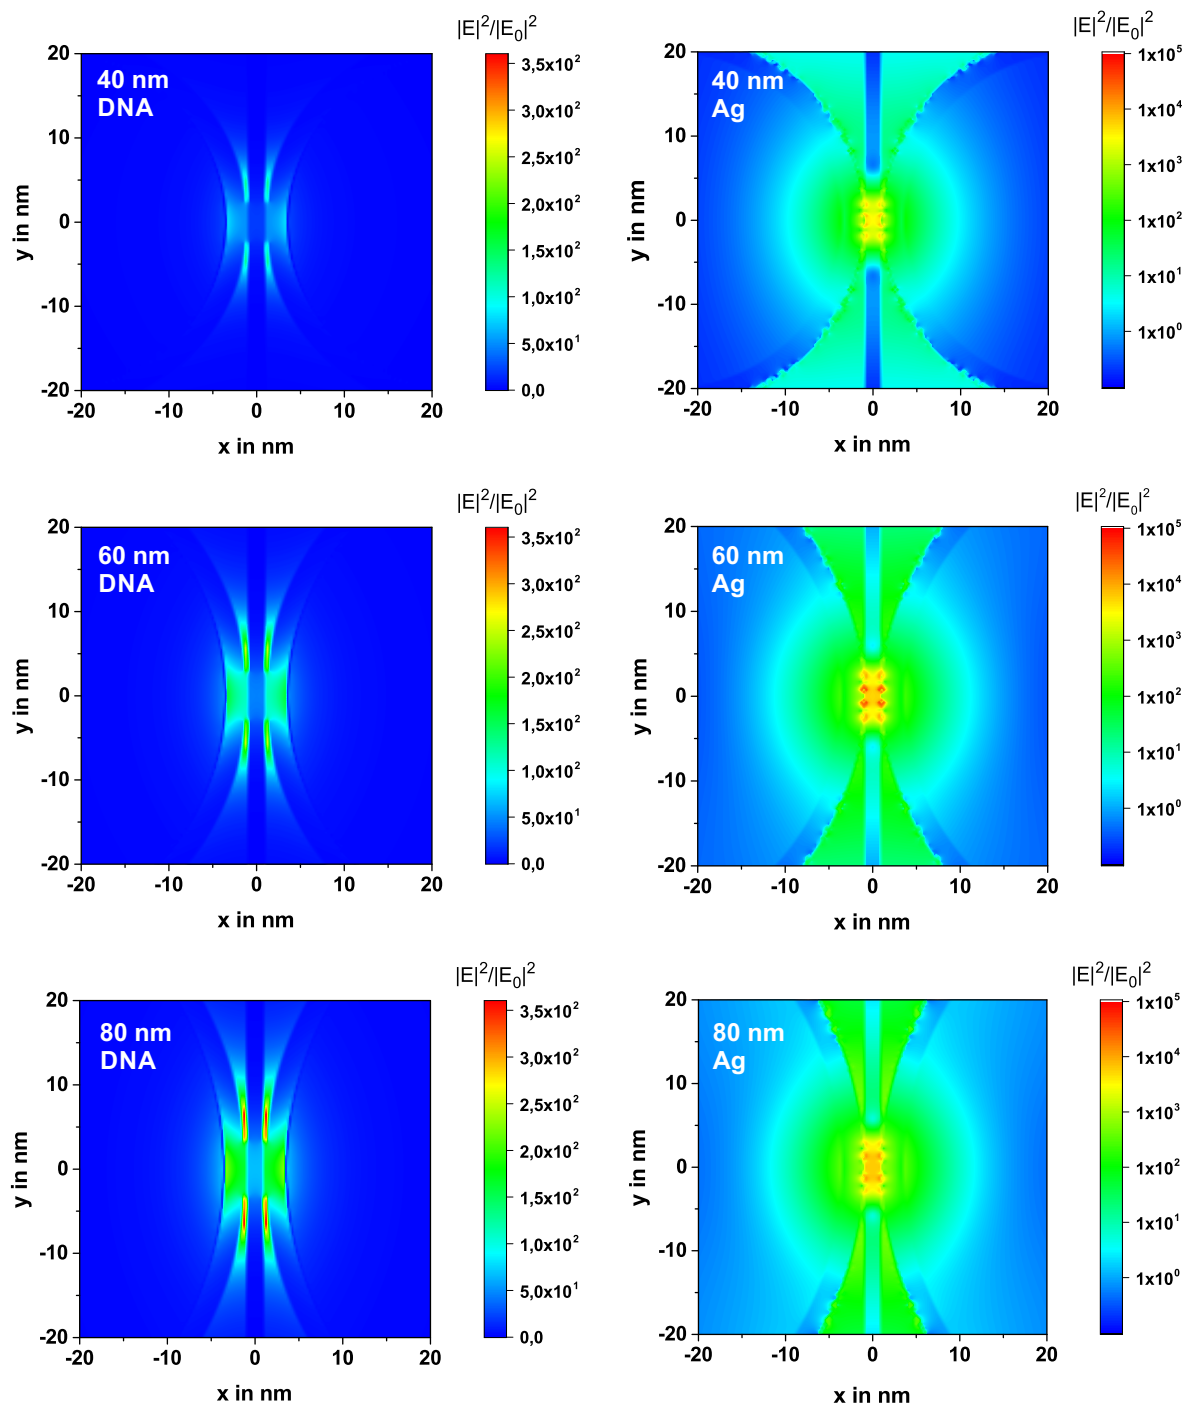 |E|²/|E₀|²
40 nm
DNA
20
10
0
-10
-20
-20
-10
0
10
20
y in nm
x in nm
3,5x10²
3,0x10²
2,5x10²
2,0x10²
1,5x10²
1,0x10²
5,0x10¹
0,0
|E|²/|E₀|²
40 nm
Ag
20
10
0
-10
-20
-20
-10
0
10
20
y in nm
x in nm
1x10⁵
1x10⁴
1x10³
1x10²
1x10¹
1x10⁰
|E|²/|E₀|²
60 nm
DNA
20
10
0
-10
-20
-20
-10
0
10
20
y in nm
x in nm
3,5x10²
3,0x10²
2,5x10²
2,0x10²
1,5x10²
1,0x10²
5,0x10¹
0,0
|E|²/|E₀|²
60 nm
Ag
20
10
0
-10
-20
-20
-10
0
10
20
y in nm
x in nm
1x10⁵
1x10⁴
1x10³
1x10²
1x10¹
1x10⁰
|E|²/|E₀|²
80 nm
DNA
20
10
0
-10
-20
-20
-10
0
10
20
y in nm
x in nm
3,5x10²
3,0x10²
2,5x10²
2,0x10²
1,5x10²
1,0x10²
5,0x10¹
0,0
|E|²/|E₀|²
80 nm
Ag
20
10
0
-10
-20
-20
-10
0
10
20
y in nm
x in nm
1x10⁵
1x10⁴
1x10³
1x10²
1x10¹
1x10⁰